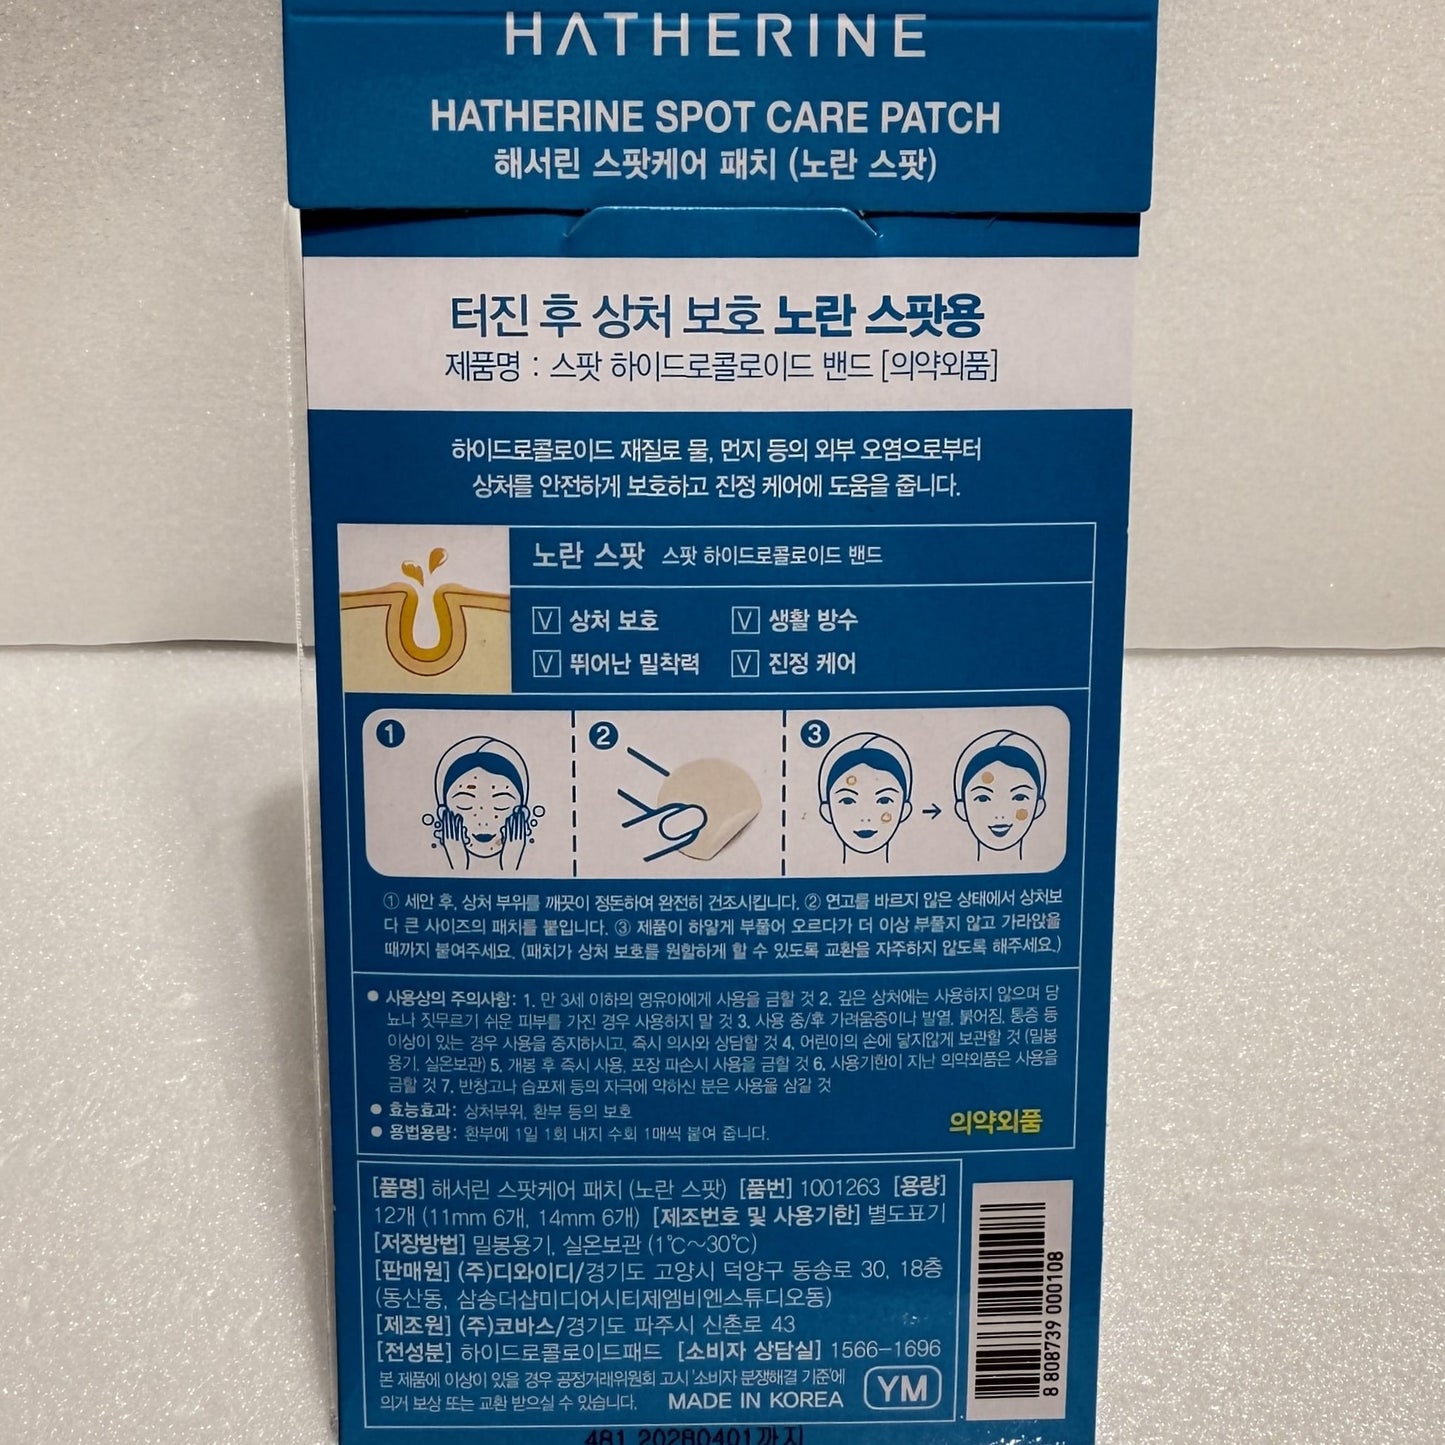 HATHERINE
HATHERINE SPOT CARE PATCH
해서린 스팟케어 패치 (노란 스팟)
터진 후 상처 보호 노란 스팟용
제품명 : 스팟 하이드로콜로이드 밴드 [의약외품]
하이드로콜로이드 재질로 물, 먼지 등의 외부 오염으로부터
상처를 안전하게 보호하고 진정 케어에 도움을 줍니다.
노란 스팟 스팟 하이드로콜로이드 밴드
V 상처 보호 V 생활 방수
V 뛰어난 밀착력 V 진정 케어
1 2 3
① 세안 후, 상처 부위를 깨끗이 정돈하여 완전히 건조시킵니다. ② 연고를 바르지 않은 상태에서 상처보
다 큰 사이즈의 패치를 붙입니다. ③ 제품이 하얗게 부풀어 오르다가 더 이상 부풀지 않고 가라앉을
때까지 붙여주세요. (패치가 상처 보호를 원할하게 할 수 있도록 교환을 자주하지 않도록 해주세요.)
● 사용상의 주의사항: 1. 만 3세 이하의 영유아에게 사용을 금할 것 2. 깊은 상처에는 사용하지 않으며 당
뇨나 짓무르기 쉬운 피부를 가진 경우 사용하지 말 것 3. 사용 중/후 가려움증이나 발열, 붉어짐, 통증 등
이상이 있는 경우 사용을 중지하시고, 즉시 의사와 상담할 것 4. 어린이의 손에 닿지않게 보관할 것 (밀봉
용기, 실온보관) 5. 개봉 후 즉시 사용, 포장 파손시 사용을 금할 것 6. 사용기한이 지난 의약외품은 사용을
금할 것 7. 반창고나 습포제 등의 자극에 약하신 분은 사용을 삼갈 것
● 효능효과: 상처부위, 환부 등의 보호
● 용법용량: 환부에 1일 1회 내지 수회 1매씩 붙여 줍니다.
의약외품
[품명] 해서린 스팟케어 패치 (노란 스팟) [품번] 1001263 [용량]
12개 (11mm 6개, 14mm 6개) [제조번호 및 사용기한] 별도표기
[저장방법] 밀봉용기, 실온보관 (1℃~30℃)
[판매원] (주)디와이디/경기도 고양시 덕양구 동송로 30, 18층
(동산동, 삼송더샵미디어시티제엠비엔스튜디오동)
[제조원] (주)코바스/경기도 파주시 신촌로 43
[전성분] 하이드로콜로이드패드 [소비자 상담실] 1566-1696
본 제품에 이상이 있을 경우 공정거래위원회 고시 '소비자 분쟁해결 기준'에
의거 보상 또는 교환 받으실 수 있습니다. MADE IN KOREA YM
8 808739 000108
481 20280401까지